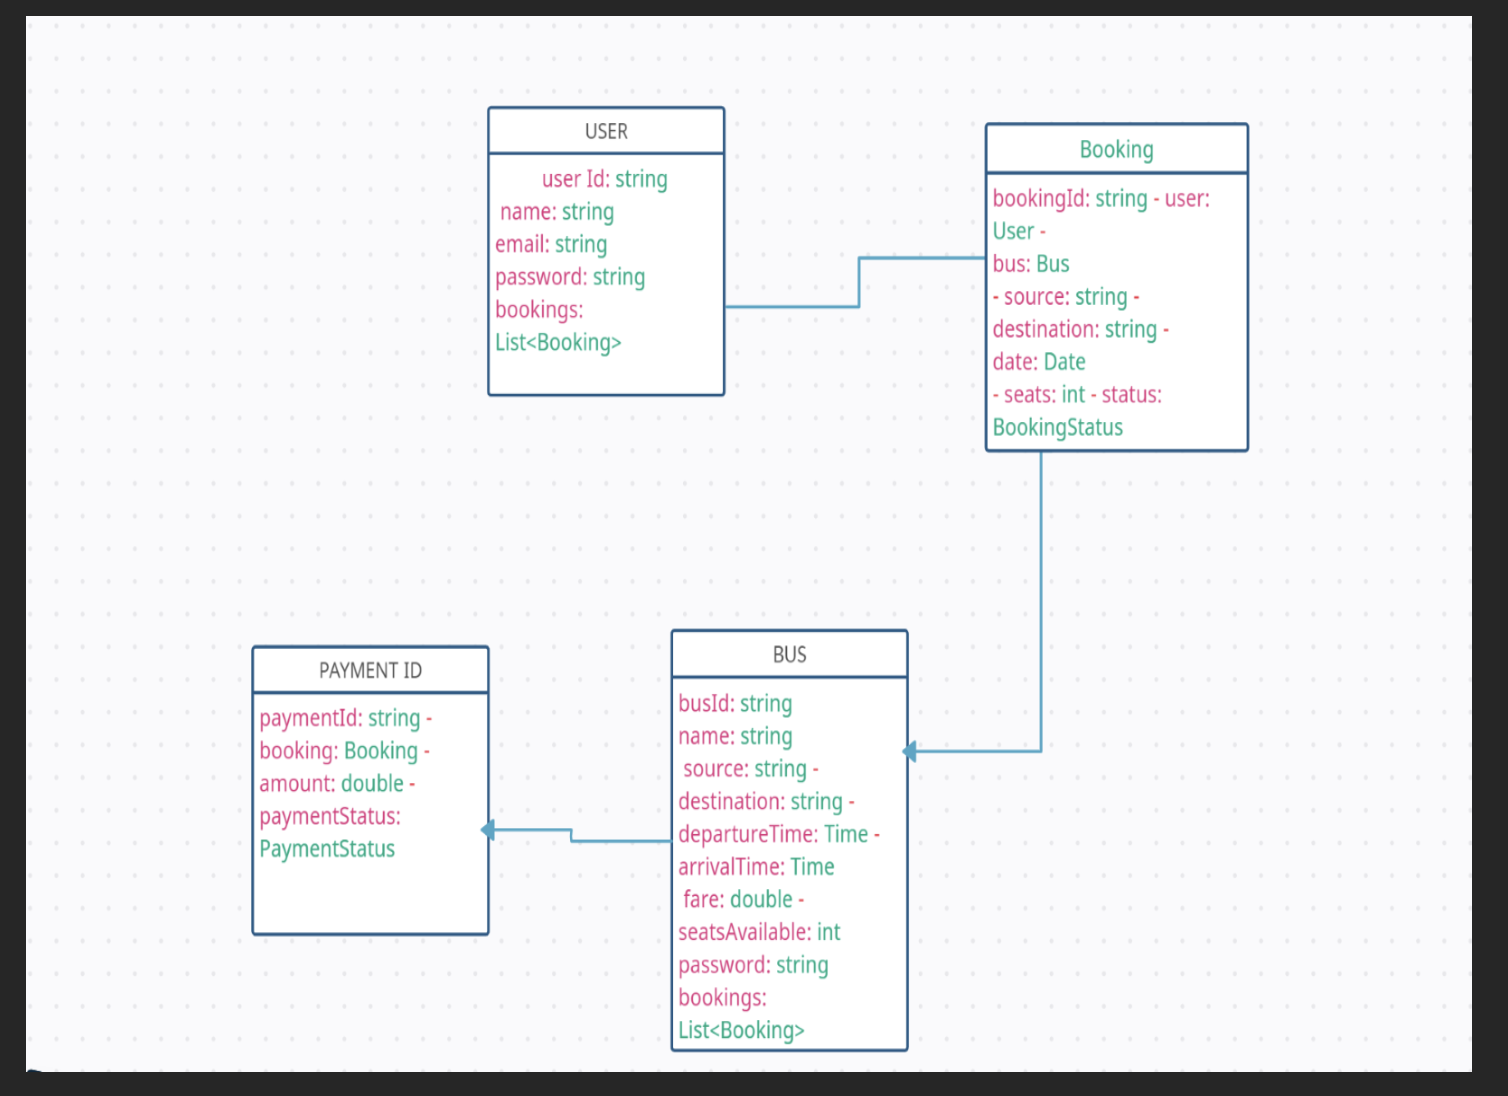 USER
user Id: string
name: string
email: string
password: string
bookings:
List<Booking>
Booking
bookingId: string - user:
User -
bus: Bus
- source: string -
destination: string -
date: Date
- seats: int - status:
BookingStatus
PAYMENT ID
paymentId: string -
booking: Booking -
amount: double -
paymentStatus:
PaymentStatus
BUS
busId: string
name: string
source: string -
destination: string -
departureTime: Time -
arrivalTime: Time
fare: double -
seatsAvailable: int
password: string
bookings:
List<Booking>